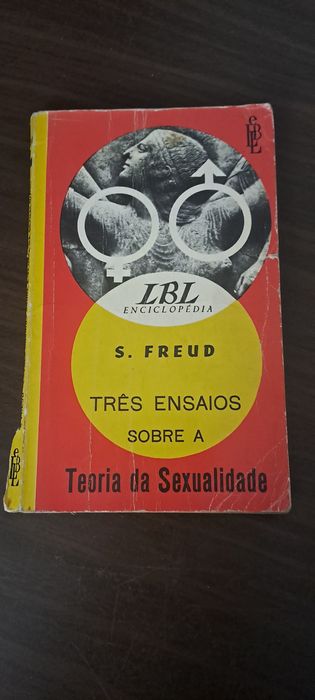 LBL
ENCICLOPÉDIA
S. FREUD
TRÊS ENSAIOS
SOBRE A
Teoria da Sexualidade